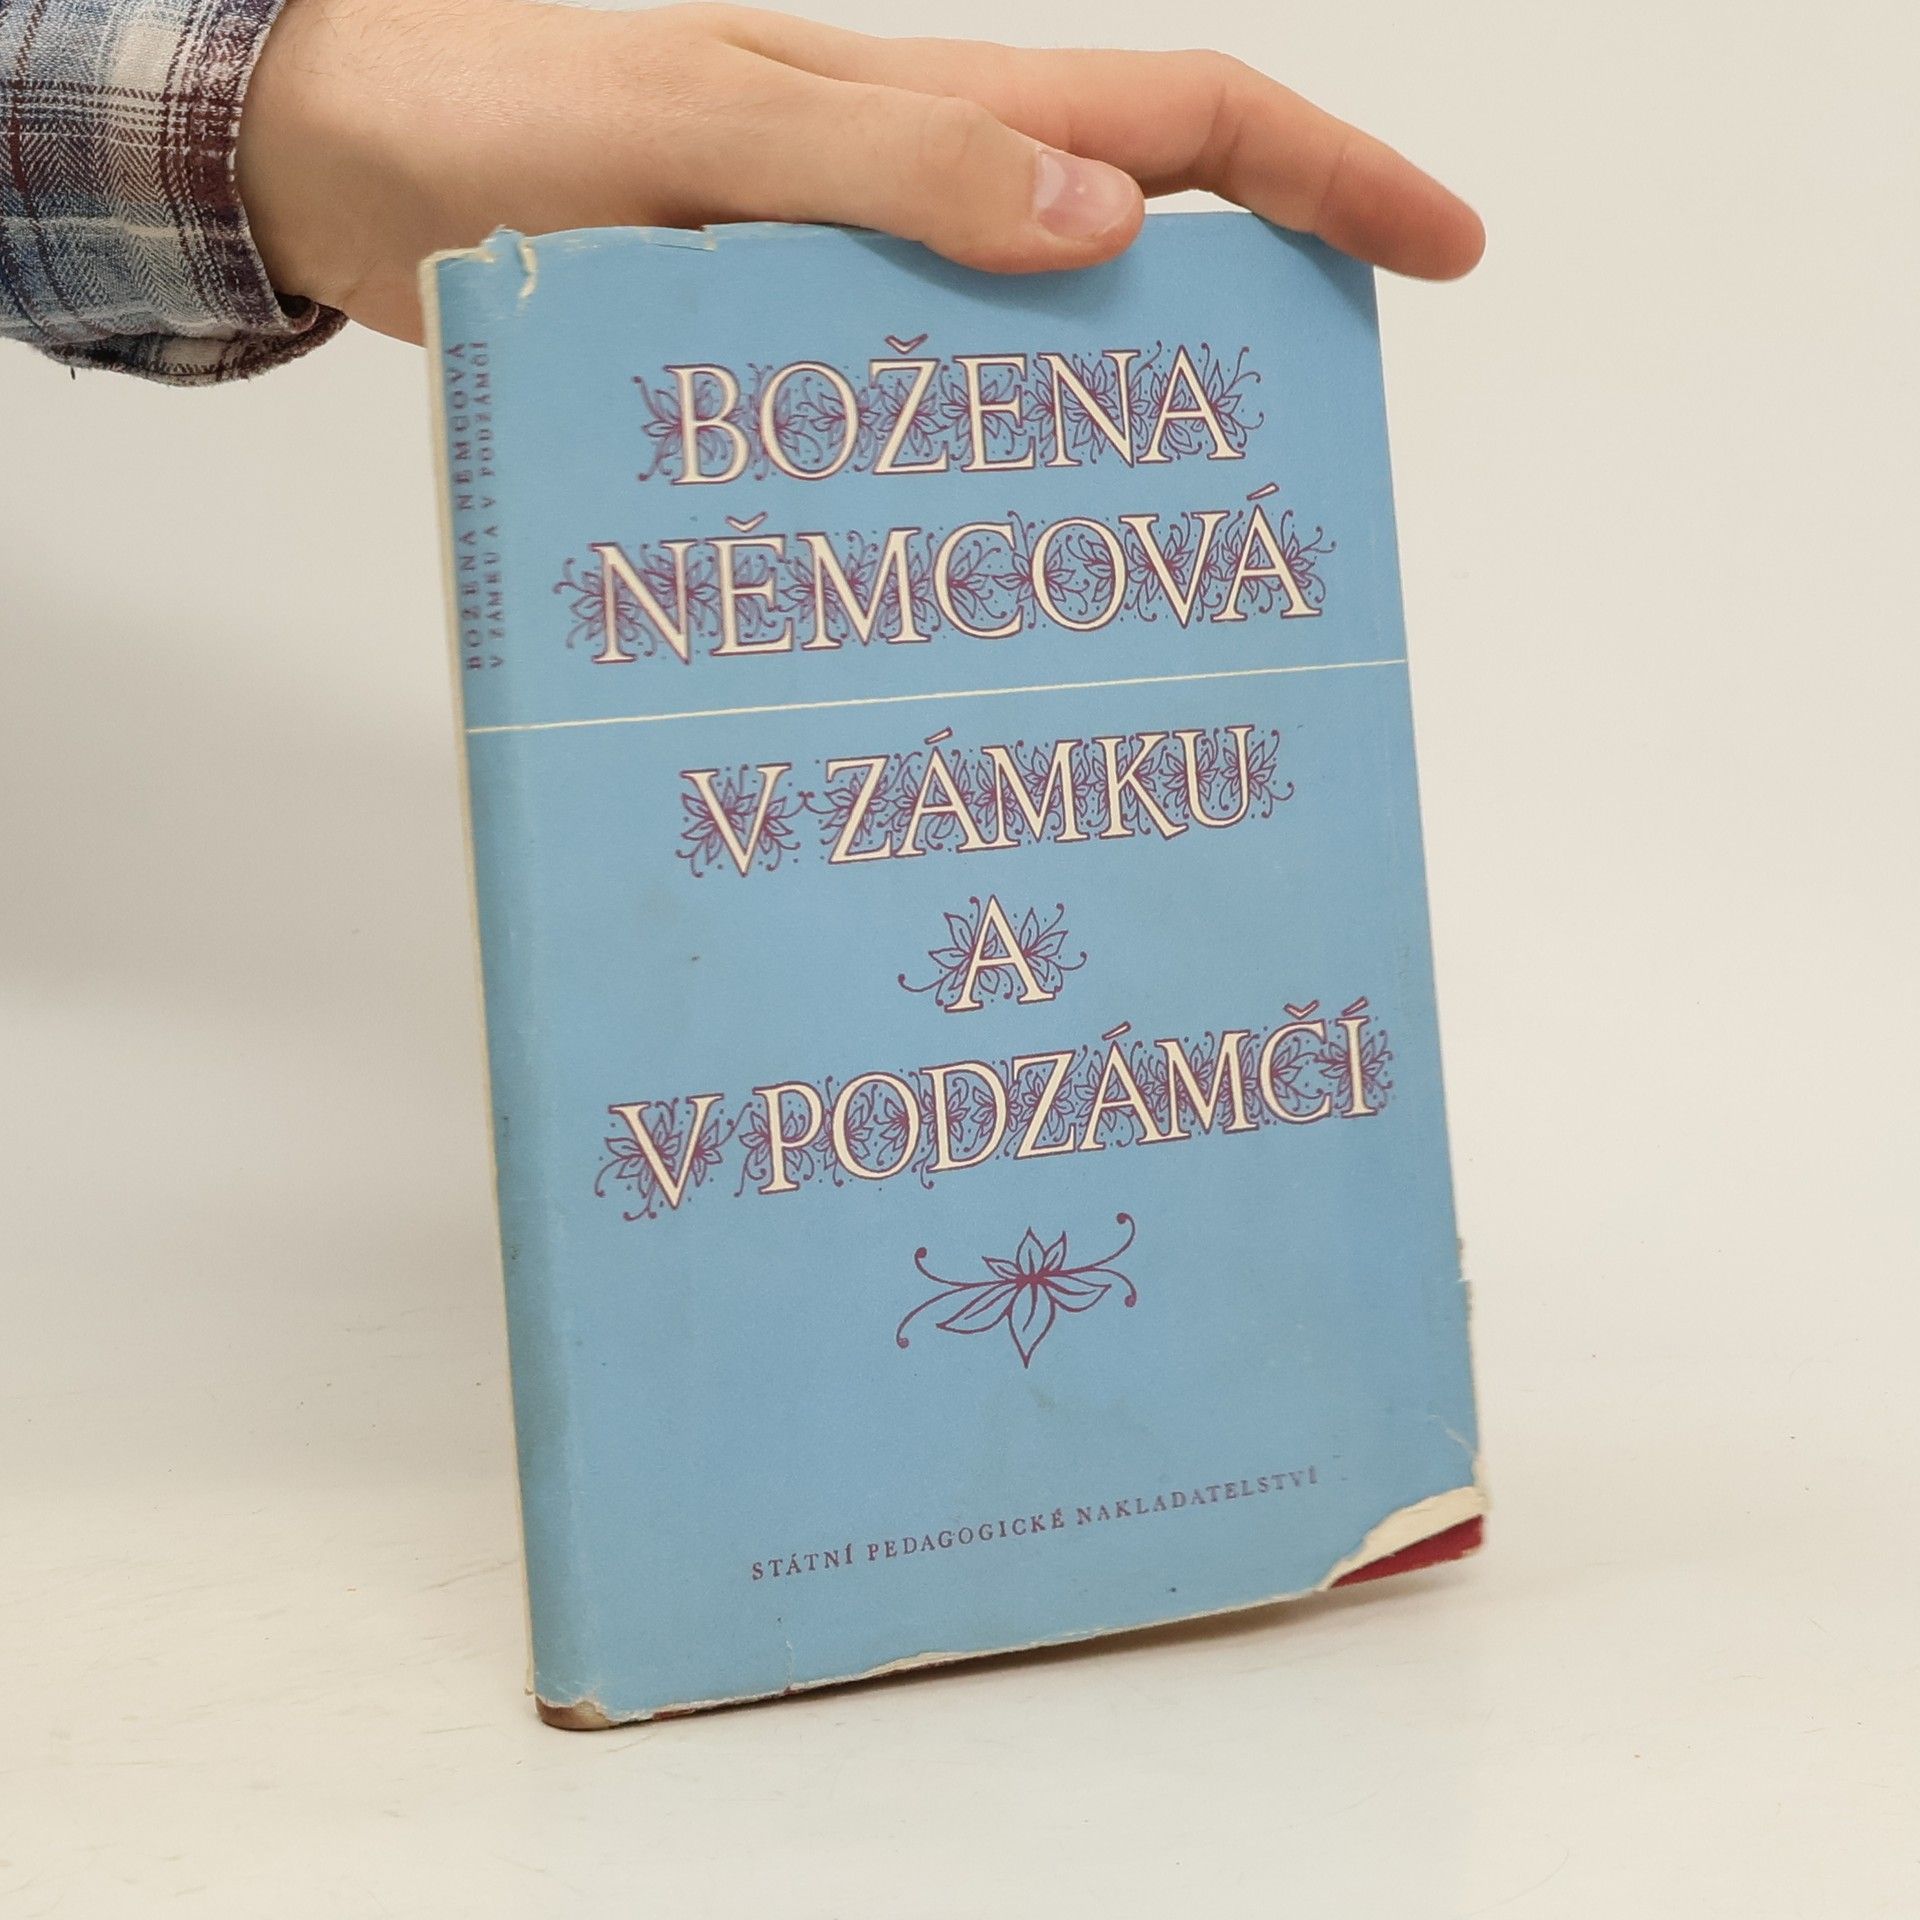 BOŽENA NĚMCOVÁ
V ZÁMKU A V PODZÁMČÍ
BOŽENA
NĚMCOVÁ
V ZÁMKU
A
V PODZÁMČÍ
STÁTNÍ PEDAGOGICKÉ NAKLADATELSTVÍ